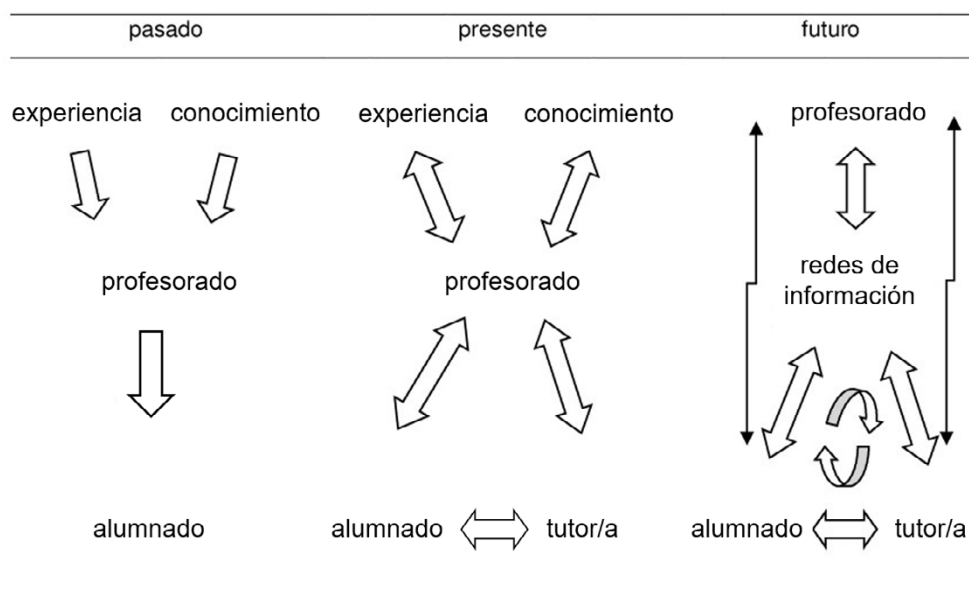 pasado presente futuro
experiencia conocimiento experiencia conocimiento profesorado
profesorado profesorado redes de
información
alumnado alumnado tutor/a alumnado tutor/a